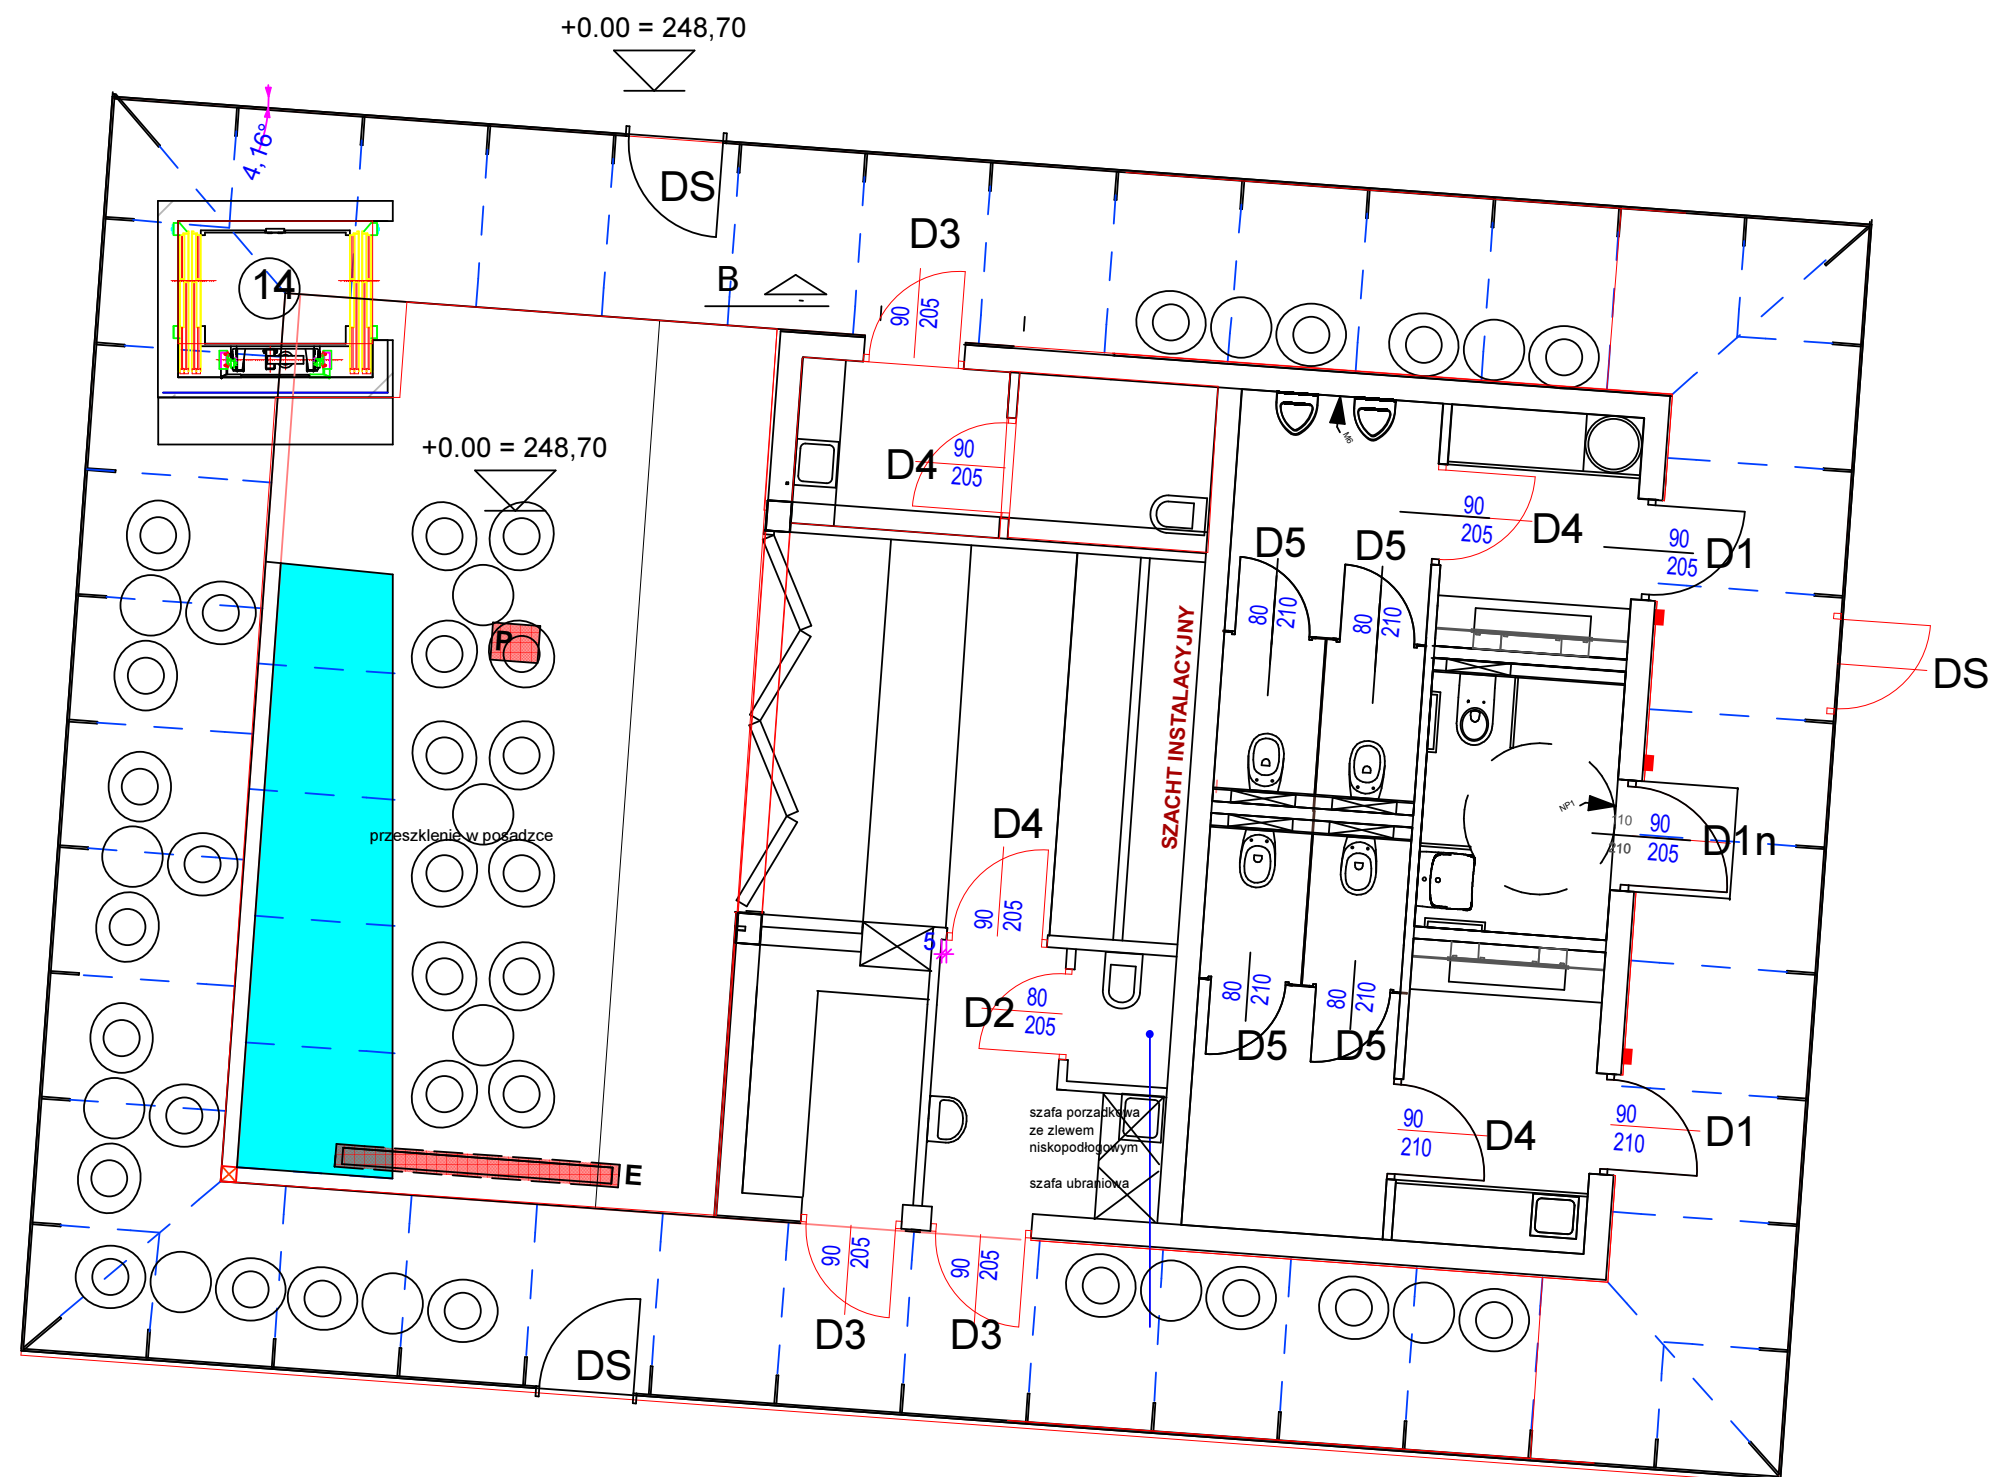 +0.00 = 248,70
4,16°
DS
D3
B
90
205
14
+0.00 = 248,70
D4
90
205
M6
90
205
D4
D5
D5
90
205
D1
80
210
80
210
P
SZACHT INSTALACYJNY
DS
NP1
110
210
90
205
D1n
przeszklenie w posadzce
D4
90
205
5
D2
80
205
80
210
80
210
D5
D5
szafa porzadkowa
ze zlewem
niskopodłogowym
szafa ubraniowa
90
210
D4
90
210
D1
E
90
205
90
205
D3
D3
DS